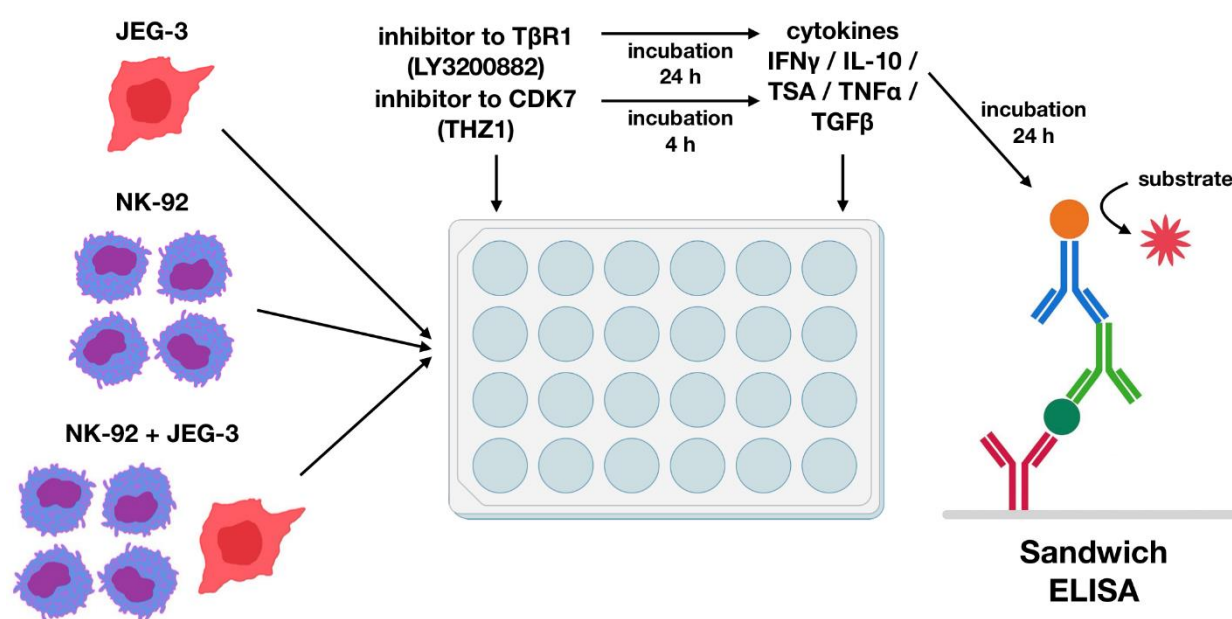 JEG-3
NK-92
NK-92 + JEG-3
inhibitor to TβR1
(LY3200882)
inhibitor to CDK7
(THZ1)
incubation
24 h
incubation
4 h
cytokines
IFNγ / IL-10 /
TSA / TNFα /
TGFβ
incubation
24 h
substrate
Sandwich
ELISA